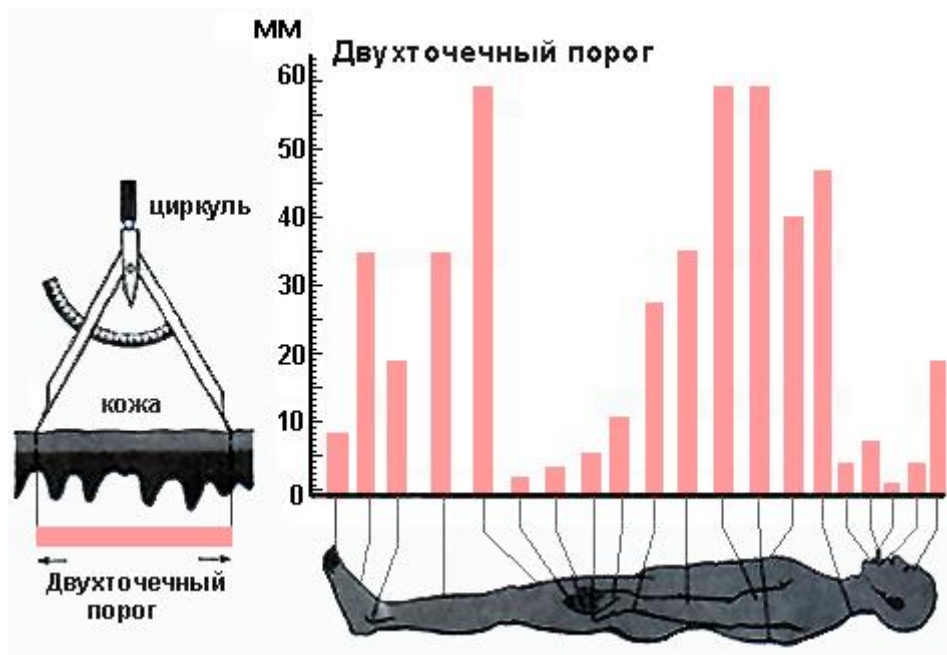 мм
Двухточечный порог
60
50
40
30
20
10
0
циркуль
кожа
Двухточечный
порог